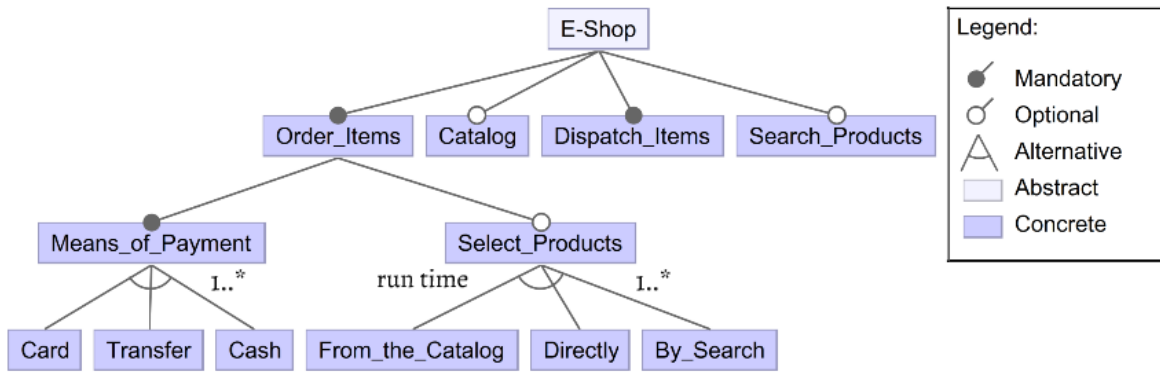 E-Shop
Legend:
Mandatory
Optional
Alternative
Abstract
Concrete
Order_Items
Catalog
Dispatch_Items
Search_Products
Means_of_Payment
Select_Products
1..*
run time
1..*
Card
Transfer
Cash
From_the_Catalog
Directly
By_Search